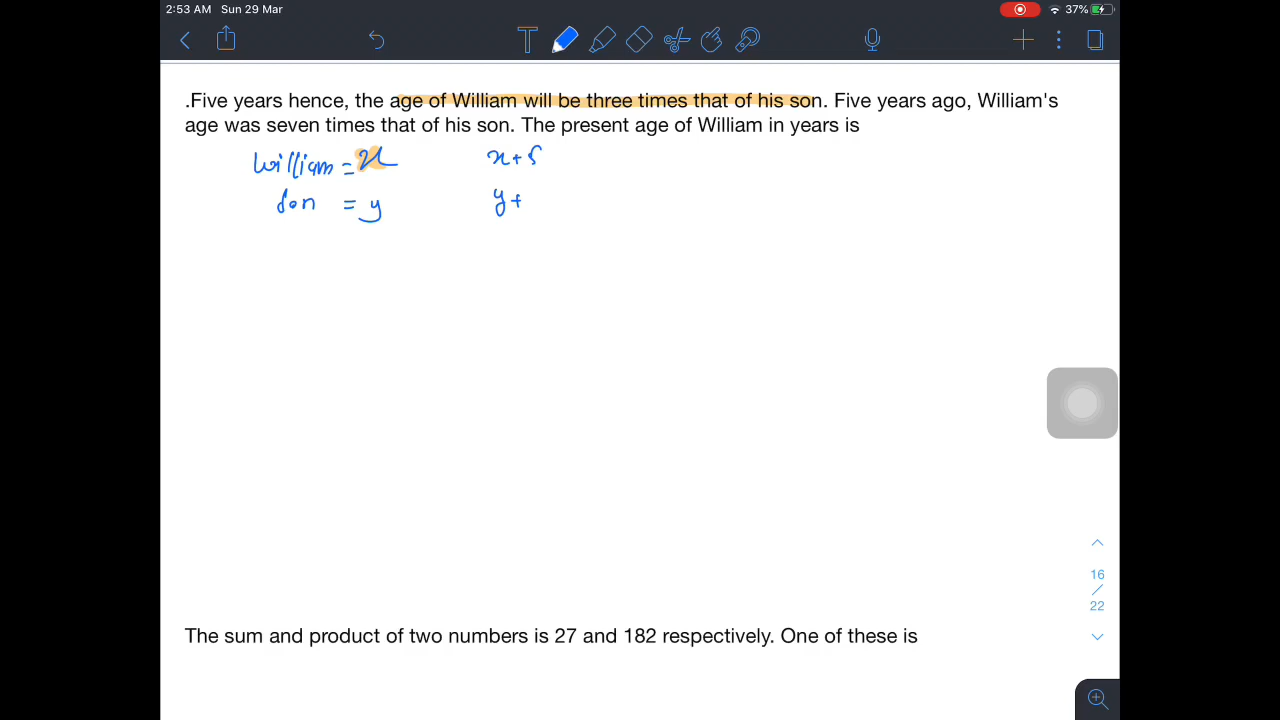 2:53 AM Sun 29 Mar
37%
T
.Five years hence, the age of William will be three times that of his son. Five years ago, William's
age was seven times that of his son. The present age of William in years is
William = x
x + 5
Son = y
y +
16
/
22
The sum and product of two numbers is 27 and 182 respectively. One of these is